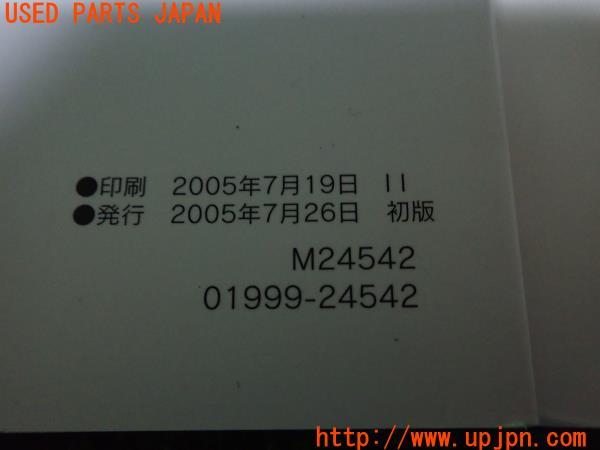 USED PARTS JAPAN
●印刷 2005年7月19日 II
●発行 2005年7月26日 初版
M24542
01999-24542
UPJ
http://www.upjpn.com